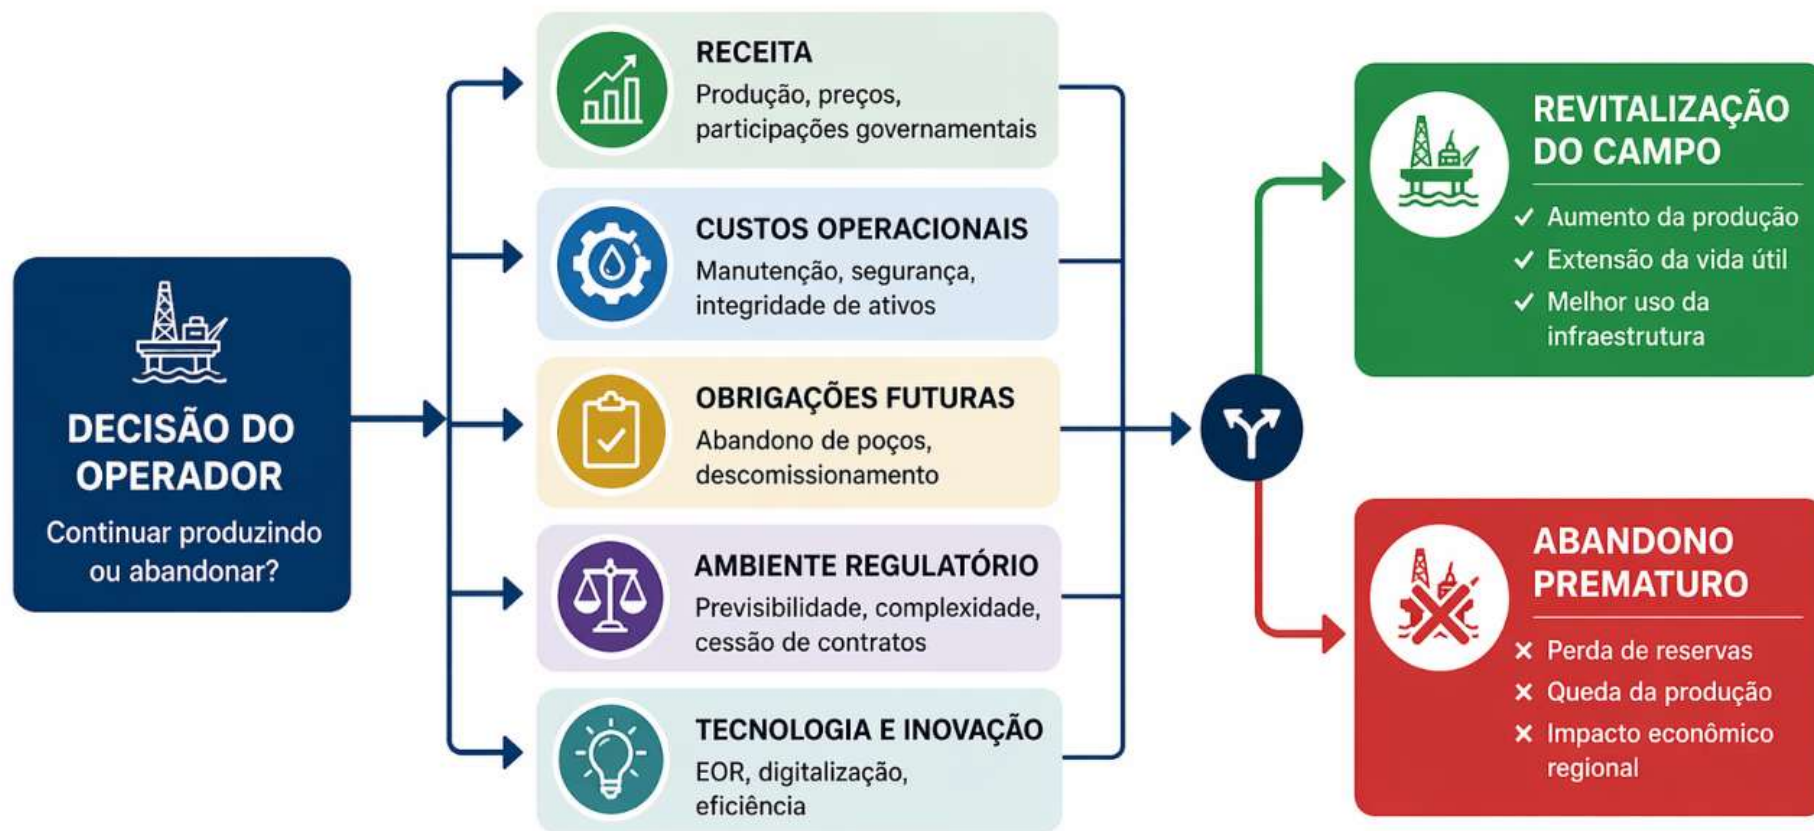 DECISÃO DO
OPERADOR
Continuar produzindo
ou abandonar?
RECEITA
Produção, preços,
participações governamentais
CUSTOS OPERACIONAIS
Manutenção, segurança,
integridade de ativos
OBRIGAÇÕES FUTURAS
Abandono de poços,
descomissionamento
AMBIENTE REGULATÓRIO
Previsibilidade, complexidade,
cessão de contratos
TECNOLOGIA E INOVAÇÃO
EOR, digitalização,
eficiência
REVITALIZAÇÃO
DO CAMPO
✓ Aumento da produção
✓ Extensão da vida útil
✓ Melhor uso da
infraestrutura
ABANDONO
PREMATURO
✗ Perda de reservas
✗ Queda da produção
✗ Impacto econômico
regional